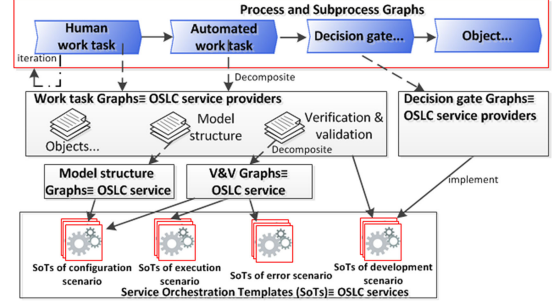 Process and Subprocess Graphs
Human
work task
Automated
work task
Decision gate...
Object...
iteration
Decomposite
Work task Graphs≡ OSLC service providers
Objects...
Model
structure
Verification &
validation
Decomposite
Decision gate Graphs≡
OSLC service providers
Model structure
Graphs≡ OSLC service
V&V Graphs≡
OSLC service
implement
SoTs of configuration
scenario
SoTs of execution
scenario
SoTs of error scenario
SoTs of development
scenario
Service Orchestration Templates (SoTs)≡ OSLC services